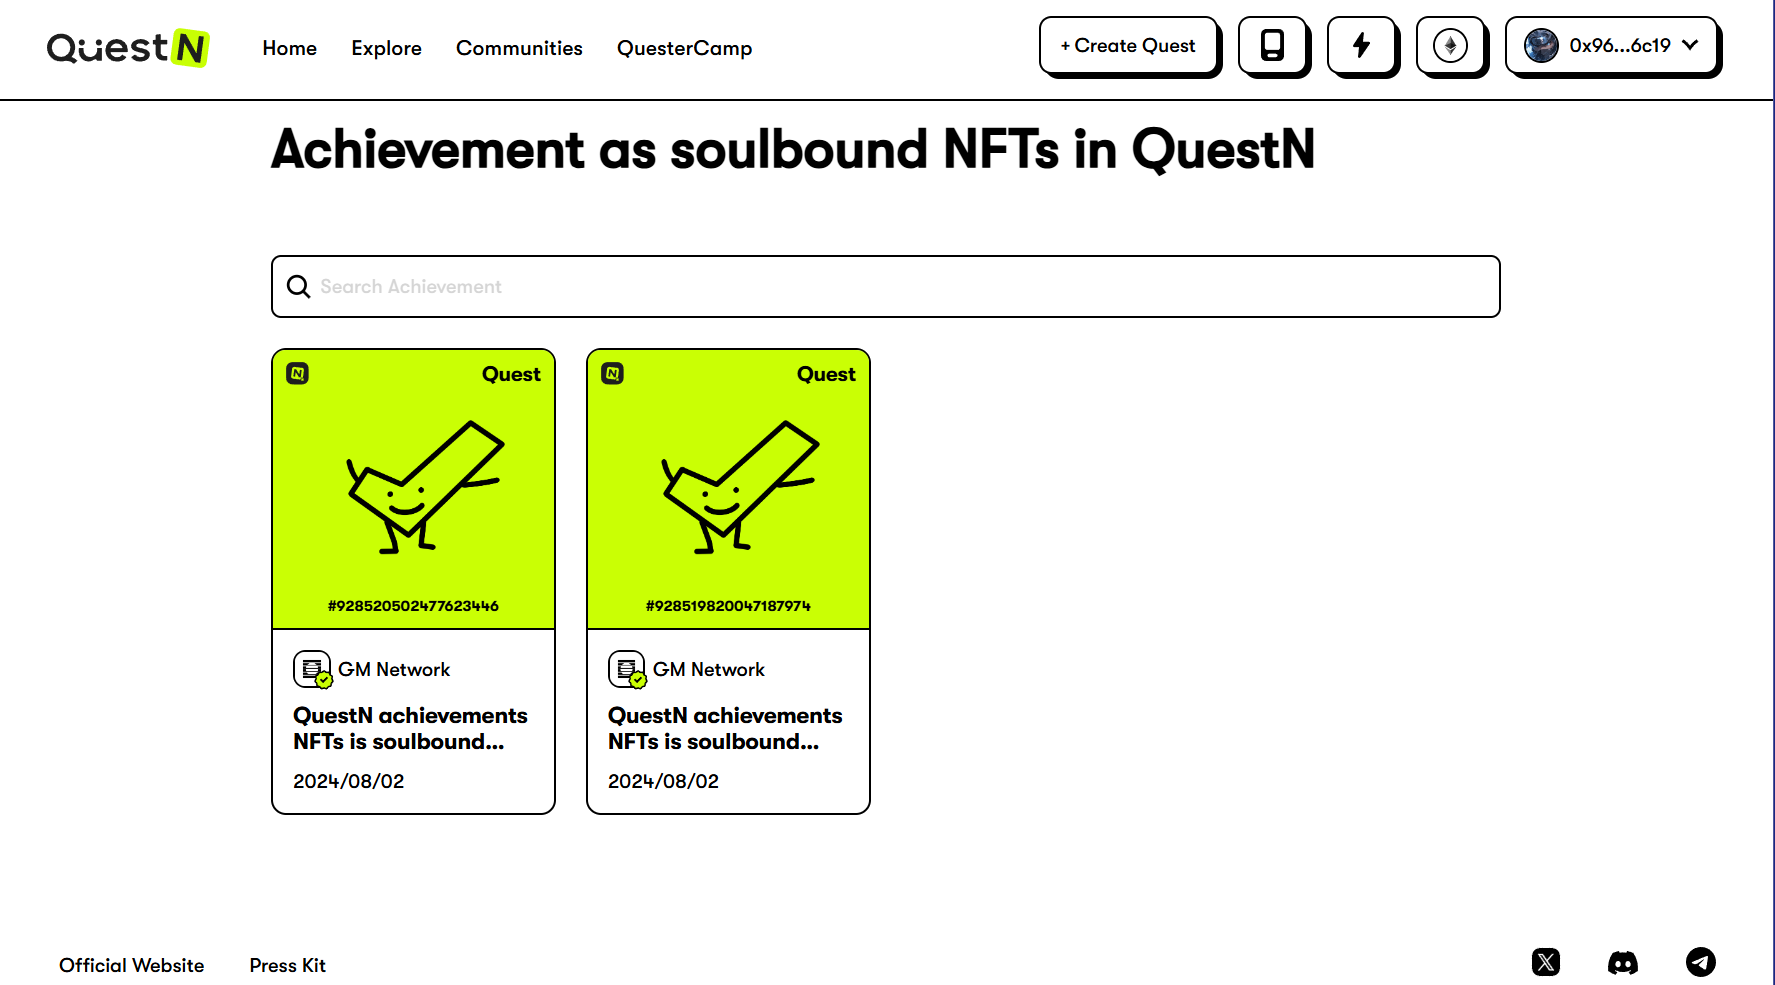 QuestN
Home
Explore
Communities
QuesterCamp
+ Create Quest
0x96...6c19
Achievement as soulbound NFTs in QuestN
Search Achievement
N Quest
#928520502477623446
GM Network
QuestN achievements
NFTs is soulbound...
2024/08/02
N Quest
#928519820047187974
GM Network
QuestN achievements
NFTs is soulbound...
2024/08/02
Official Website
Press Kit